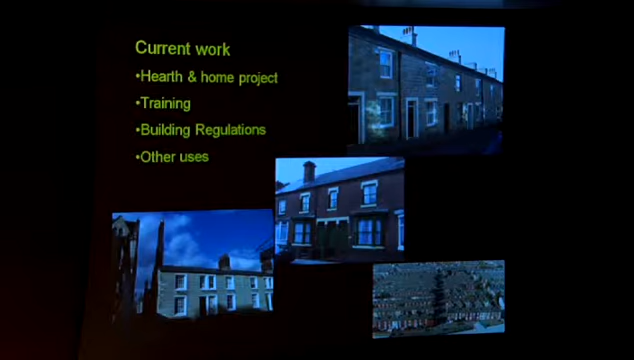 Current work
•Hearth & home project
•Training
•Building Regulations
•Other uses